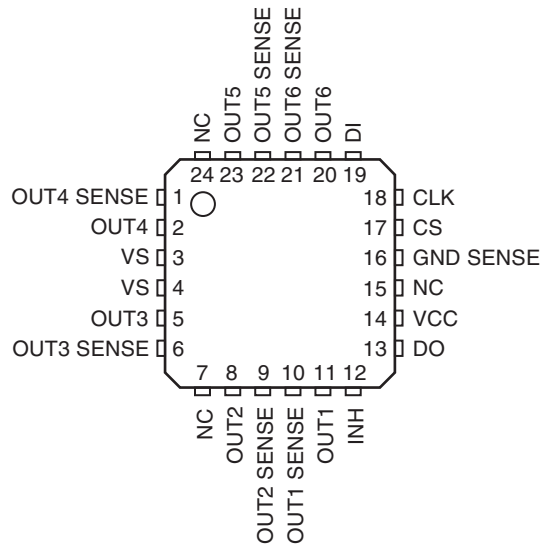 NC
OUT5
OUT5 SENSE
OUT6 SENSE
OUT6
DI
24 23 22 21 20 19
OUT4 SENSE 1
OUT4 2
VS 3
VS 4
OUT3 5
OUT3 SENSE 6
18 CLK
17 CS
16 GND SENSE
15 NC
14 VCC
13 DO
7 8 9 10 11 12
NC
OUT2
OUT2 SENSE
OUT1 SENSE
OUT1
INH